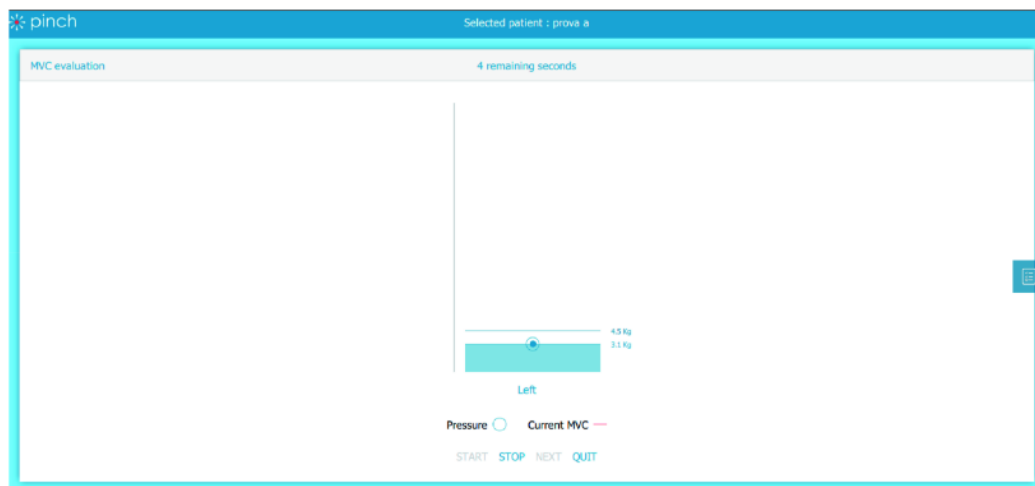 pinch
Selected patient : prova a
MVC evaluation
4 remaining seconds
4.5 Kg
3.1 Kg
Left
Pressure
Current MVC
START STOP NEXT QUIT